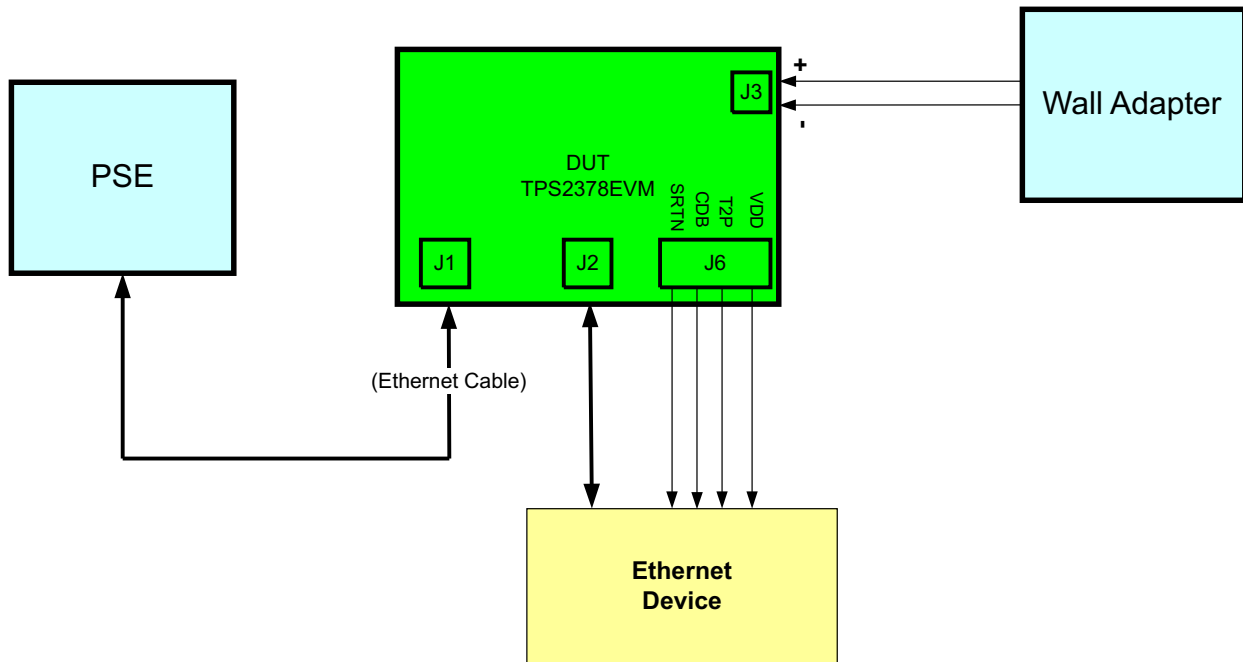 PSE
Wall Adapter
+
-
J3
DUT
TPS2378EVM
SRTN
CDB
T2P
VDD
J1
J2
J6
(Ethernet Cable)
Ethernet
Device